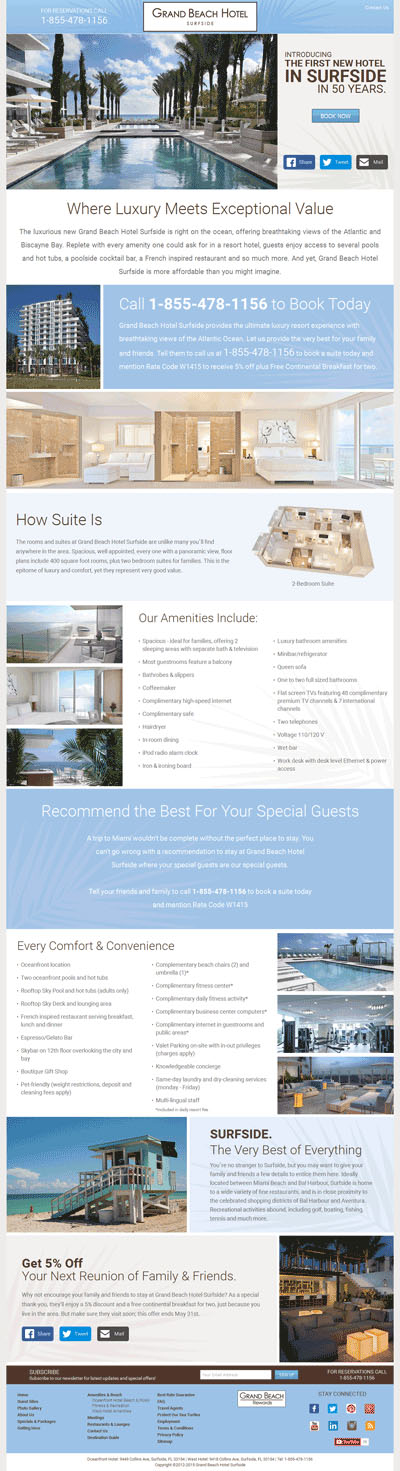 FOR RESERVATIONS CALL
1-855-478-1156
GRAND BEACH HOTEL
SURFSIDE
Contact Us
INTRODUCING
THE FIRST NEW HOTEL
IN SURFSIDE
IN 50 YEARS.
BOOK NOW
Share
Tweet
Mail
Where Luxury Meets Exceptional Value
The luxurious new Grand Beach Hotel Surfside is right on the ocean, offering breathtaking views of the Atlantic and
Biscayne Bay. Replete with every amenity one could ask for in a resort hotel, guests enjoy access to several pools
and hot tubs, a poolside cocktail bar, a French inspired restaurant and so much more. And yet, Grand Beach Hotel
Surfside is more affordable than you might imagine.
Call 1-855-478-1156 to Book Today
Grand Beach Hotel Surfside provides the ultimate luxury resort experience with
breathtaking views of the Atlantic Ocean. Let us provide the very best for your family
and friends. Tell them to call us at 1-855-478-1156 to book a suite today and
mention Rate Code W1415 to receive 5% off plus Free Continental Breakfast for two.
How Suite Is
The rooms and suites at Grand Beach Hotel Surfside are unlike many you'll find
anywhere in the area. Spacious, well appointed, every one with a panoramic view, floor
plans include 400 square foot rooms, plus two bedroom suites for families. This is the
epitome of luxury and comfort, yet they represent very good value.
2-Bedroom Suite
Our Amenities Include:
• Spacious - ideal for families, offering 2
sleeping areas with separate bath & television
• Most guestrooms feature a balcony
• Bathrobes & slippers
• Coffeemaker
• Complimentary high-speed internet
• Complimentary safe
• Hairdryer
• In-room dining
• iPod radio alarm clock
• Iron & ironing board
• Luxury bathroom amenities
• Minibar/refrigerator
• Queen sofa
• One to two full sized bathrooms
• Flat screen TVs featuring 40 complimentary
premium TV channels & 7 International
channels
• Two telephones
• Voltage 110/120 V
• Wet-bar
• Work desk with desk level Ethernet & power
access
Recommend the Best For Your Special Guests
A trip to Miami wouldn't be complete without the perfect place to stay. You
can't go wrong with a recommendation to stay at Grand Beach Hotel
Surfside where your special guests are our special guests.
Tell your friends and family to call 1-855-478-1156 to book a suite today
and mention Rate Code W1415
Every Comfort & Convenience
• Oceanfront location
• Two oceanfront pools and hot tubs
• Rooftop Sky Pool and hot tubs (adults only)
• Rooftop Sky Deck and lounging area
• French inspired restaurant serving breakfast,
lunch and dinner
• Espresso/Gelato Bar
• Skybar on 12th floor overlooking the city and
bay
• Boutique Gift Shop
• Pet-friendly (weight restrictions, deposit and
cleaning fees apply)
• Complementary beach chairs (2) and
umbrella (1)*
• Complimentary fitness center*
• Complimentary daily fitness activity*
• Complimentary business center computers*
• Complimentary internet in guestrooms and
public areas*
• Valet Parking on-site with in-out privileges
(charges apply)
• Knowledgeable concierge
• Same-day laundry and dry-cleaning services
(monday - Friday)
• Multi-lingual staff
*Included in daily resort fee
SURFSIDE.
The Very Best of Everything
You're no stranger to Surfside, but you may want to give your
family and friends a few details to entice them here. Ideally
located between Miami Beach and Bal Harbour, Surfside is home
to a wide variety of fine restaurants, and is in close proximity to
the celebrated shopping districts of Bal Harbour and Aventura.
Recreational activities abound, including golf, boating, fishing,
tennis and much more.
Get 5% Off
Your Next Reunion of Family & Friends.
Why not encourage your family and friends to stay at Grand Beach Hotel Surfside? As a special
thank you, they'll enjoy a 5% discount and a free continental breakfast for two, just because you
live in the area. But make sure they visit soon; this offer ends May 31st.
Share
Tweet
Mail
SUBSCRIBE
Subscribe to our newsletter for latest updates and special offers!
Your Email Address
SIGN UP
FOR RESERVATIONS CALL
1-855-478-1156
Home
Guest Suites
Photo Gallery
About Us
Specials & Packages
Getting Here
Amenities & Beach
Oceanfront Hotel Beach & Pools
Fitness & Recreation
West Hotel Amenities
Meetings
Restaurants & Lounges
Contact Us
Destination Guide
Best Rate Guarantee
FAQ
Travel Agents
Protect Our Sea Turtles
Employment
Terms & Conditions
Privacy Policy
Sitemap
GRAND BEACH
Rewards
STAY CONNECTED
Oceanfront Hotel: 9449 Collins Ave, Surfside, FL 33154 | West Hotel: 9418 Collins Ave, Surfside, FL 33154 | Tel: 1-855-478-1156
Copyright ©2012-2015 Grand Beach Hotel Surfside